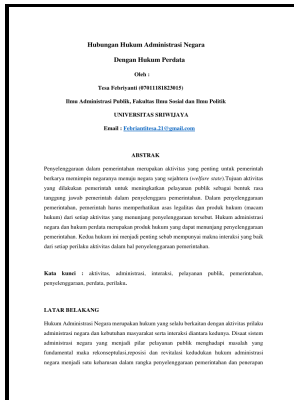 Hubungan Hukum Administrasi Negara
Dengan Hukum Perdata
Oleh :
Tesa Febriyanti (07011181823015)
Ilmu Administrasi Publik, Fakultas Ilmu Sosial dan Ilmu Politik
UNIVERSITAS SRIWIJAYA
Email : Febriantitesa.21@gmail.com
ABSTRAK
Penyelenggaraan dalam pemerintahan merupakan aktivitas yang penting untuk pemerintah
berkarya memimpin negaranya menuju negara yang sejahtera (welfare state).Tujuan aktivitas
yang dilakukan pemerintah untuk meningkatkan pelayanan publik sebagai bentuk rasa
tanggung jawab pemerintah dalam penyelenggara pemerintahan. Dalam penyelenggaraan
pemerintahan, pemerintah harus memperhatikan asas legalitas dan produk hukum (macam
hukum) dari setiap aktivitas yang menunjang penyelenggaraan tersebut. Hukum administrasi
negara dan hukum perdata merupakan produk hukum yang dapat menunjang penyelenggaraan
pemerintahan. Kedua hukum ini menjadi penting sebab mempunyai makna interaksi yang baik
dari setiap prilaku aktivitas dalam hal penyelenggaraan pemerintahan.
Kata kunci : aktivitas, administrasi, interaksi, pelayanan, publik, pemerintahan,
penyelenggaraan, perdata, perilaku.
LATAR BELAKANG
Hukum Administrasi Negara merupakan hukum yang selalu berkaitan dengan aktivitas prilaku
administrasi negara dan kebutuhan masyarakat serta interaksi diantara keduanya. Disaat sistem
administrasi negara yang menjadi pilar pelayanan publik menghadapi masalah yang
fundamental maka rekonseptualasi,reposisi dan revitalasi kedudukan hukum administrasi
negara menjadi satu keharusan dalam rangka penyelenggaraan pemerintahan dan penerapan